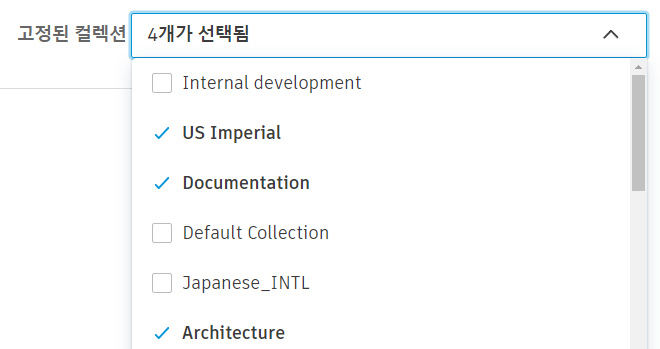 고정된 컬렉션 4개가 선택됨
Internal development
US Imperial
Documentation
Default Collection
Japanese_INTL
Architecture